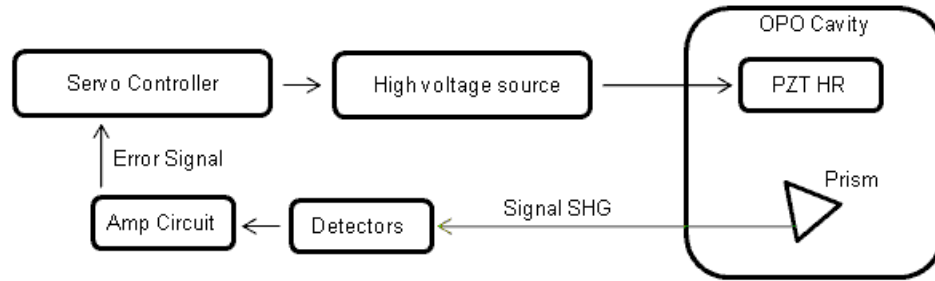 OPO Cavity
Servo Controller
High voltage source
PZT HR
Error Signal
Prism
Signal SHG
Amp Circuit
Detectors